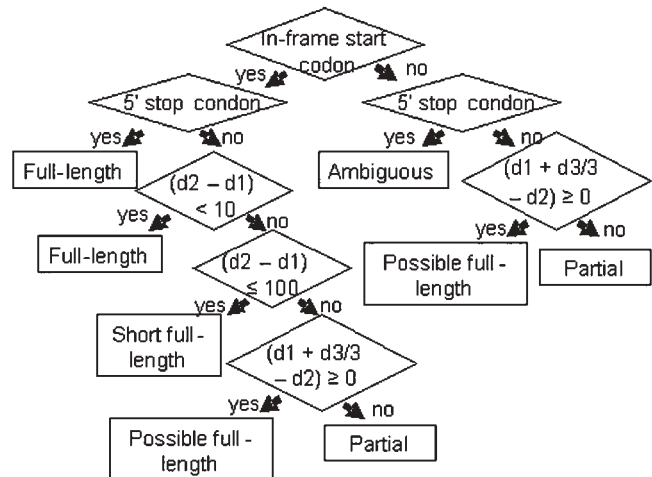 In-frame start
codon
yes
no
5' stop condon
5' stop condon
yes
no
yes
no
Full-length
(d2 – d1)
< 10
Ambiguous
(d1 + d3/3
– d2) ≥ 0
yes
no
yes
no
Full-length
(d2 – d1)
≤ 100
Possible full -
length
Partial
yes
no
Short full -
length
(d1 + d3/3
– d2) ≥ 0
yes
no
Possible full -
length
Partial